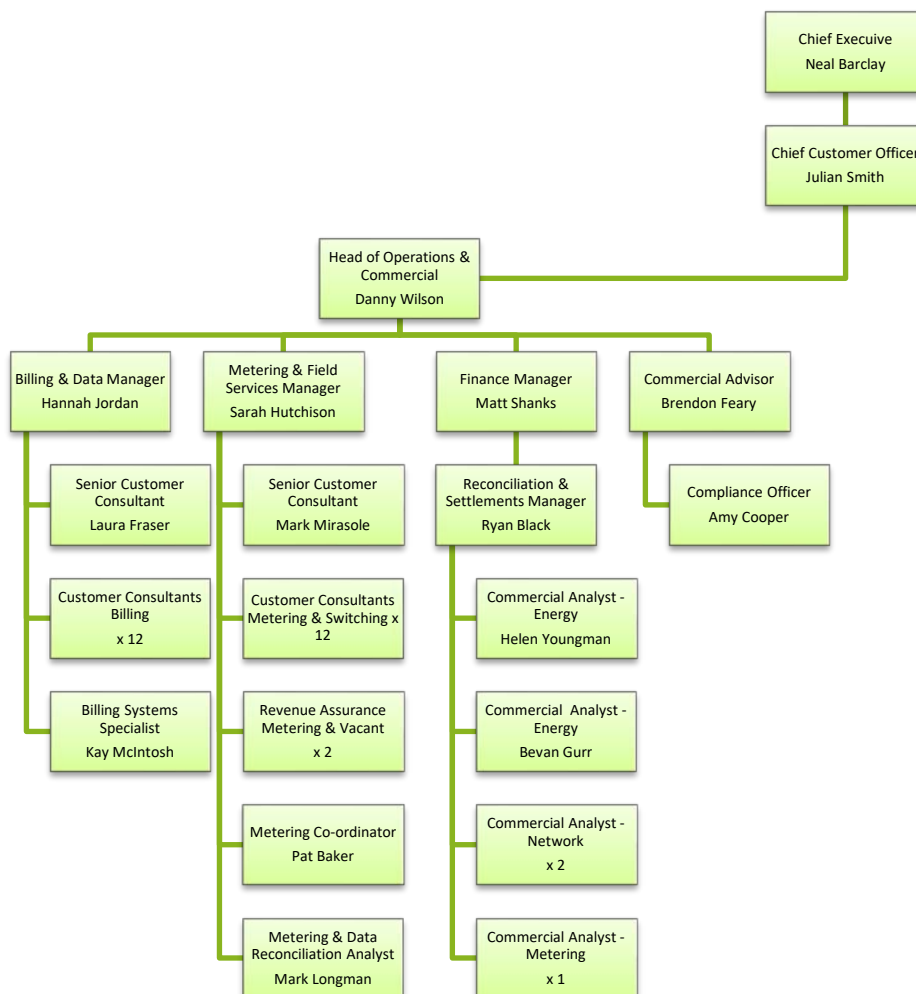 Chief Execuive
Neal Barclay
Chief Customer Officer
Julian Smith
Head of Operations &
Commercial
Danny Wilson
Billing & Data Manager
Hannah Jordan
Metering & Field
Services Manager
Sarah Hutchison
Finance Manager
Matt Shanks
Commercial Advisor
Brendon Feary
Senior Customer
Consultant
Laura Fraser
Senior Customer
Consultant
Mark Mirasole
Reconciliation &
Settlements Manager
Ryan Black
Compliance Officer
Amy Cooper
Customer Consultants
Billing
x 12
Customer Consultants
Metering & Switching x
12
Commercial Analyst -
Energy
Helen Youngman
Billing Systems
Specialist
Kay McIntosh
Revenue Assurance
Metering & Vacant
x 2
Commercial Analyst -
Energy
Bevan Gurr
Metering Co-ordinator
Pat Baker
Commercial Analyst -
Network
x 2
Metering & Data
Reconciliation Analyst
Mark Longman
Commercial Analyst -
Metering
x 1